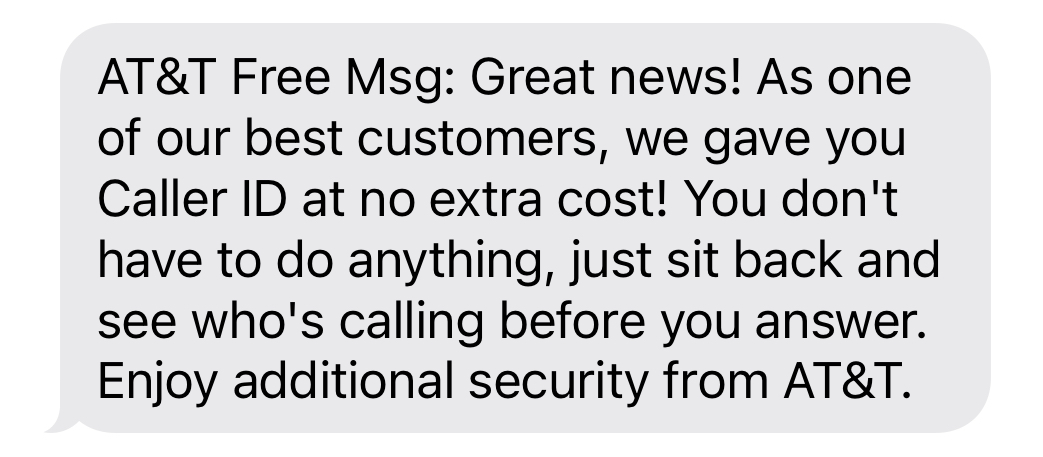 AT&T Free Msg: Great news! As one
of our best customers, we gave you
Caller ID at no extra cost! You don't
have to do anything, just sit back and
see who's calling before you answer.
Enjoy additional security from AT&T.